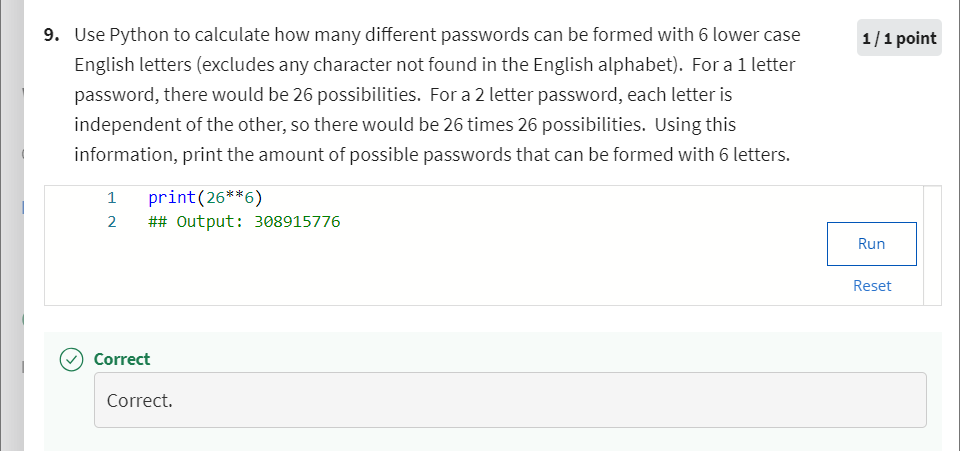 9. Use Python to calculate how many different passwords can be formed with 6 lower case
1 / 1 point
English letters (excludes any character not found in the English alphabet). For a 1 letter
password, there would be 26 possibilities. For a 2 letter password, each letter is
independent of the other, so there would be 26 times 26 possibilities. Using this
information, print the amount of possible passwords that can be formed with 6 letters.
1 print(26**6)
2 ## Output: 308915776
Run
Reset
Correct
Correct.